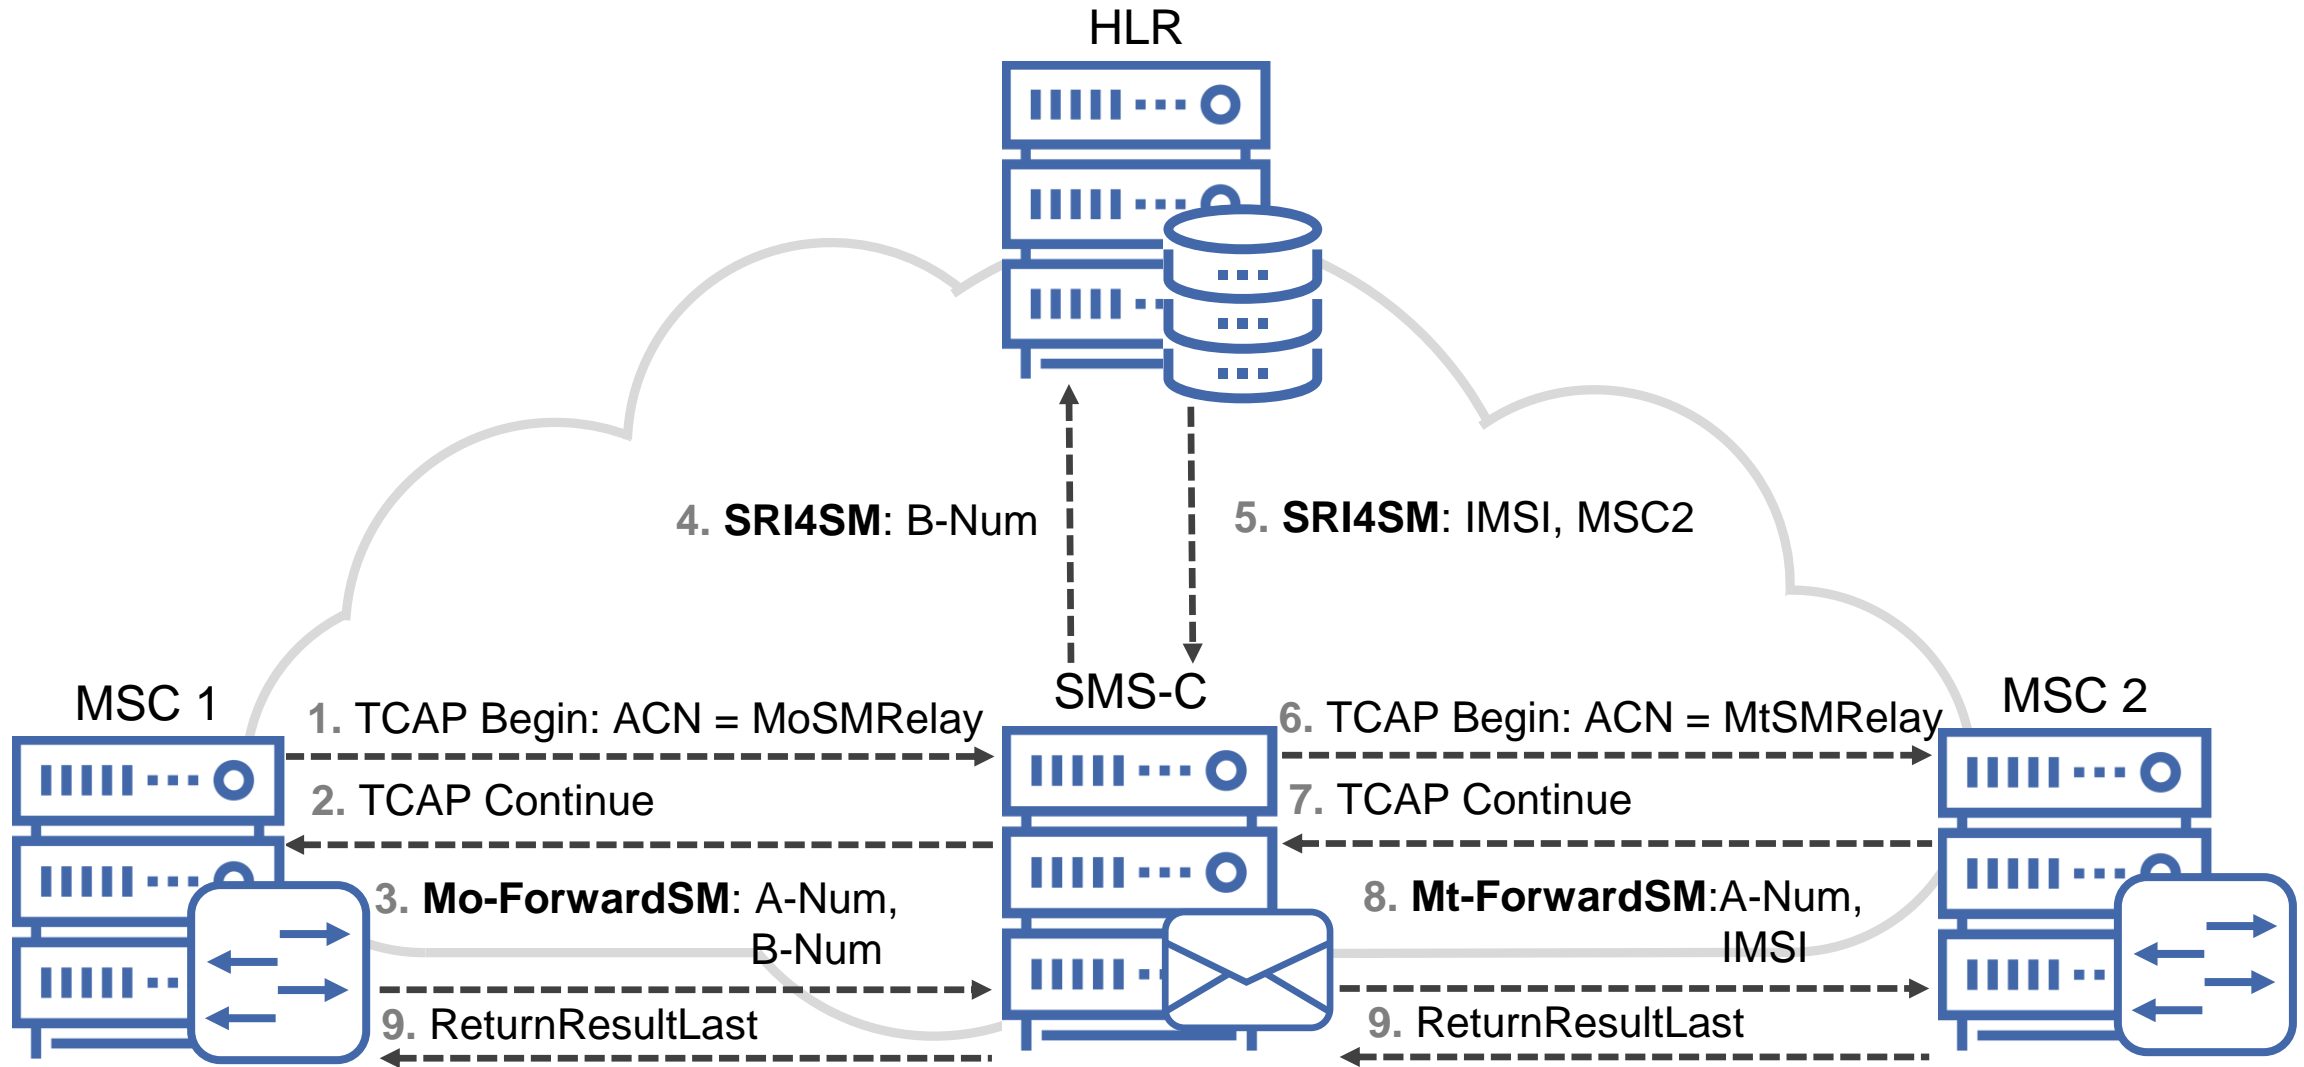 HLR
4. SRI4SM: B-Num
5. SRI4SM: IMSI, MSC2
MSC 1
SMS-C
MSC 2
1. TCAP Begin: ACN = MoSMRelay
6. TCAP Begin: ACN = MtSMRelay
2. TCAP Continue
7. TCAP Continue
3. Mo-ForwardSM: A-Num,
B-Num
8. Mt-ForwardSM:A-Num,
IMSI
9. ReturnResultLast
9. ReturnResultLast